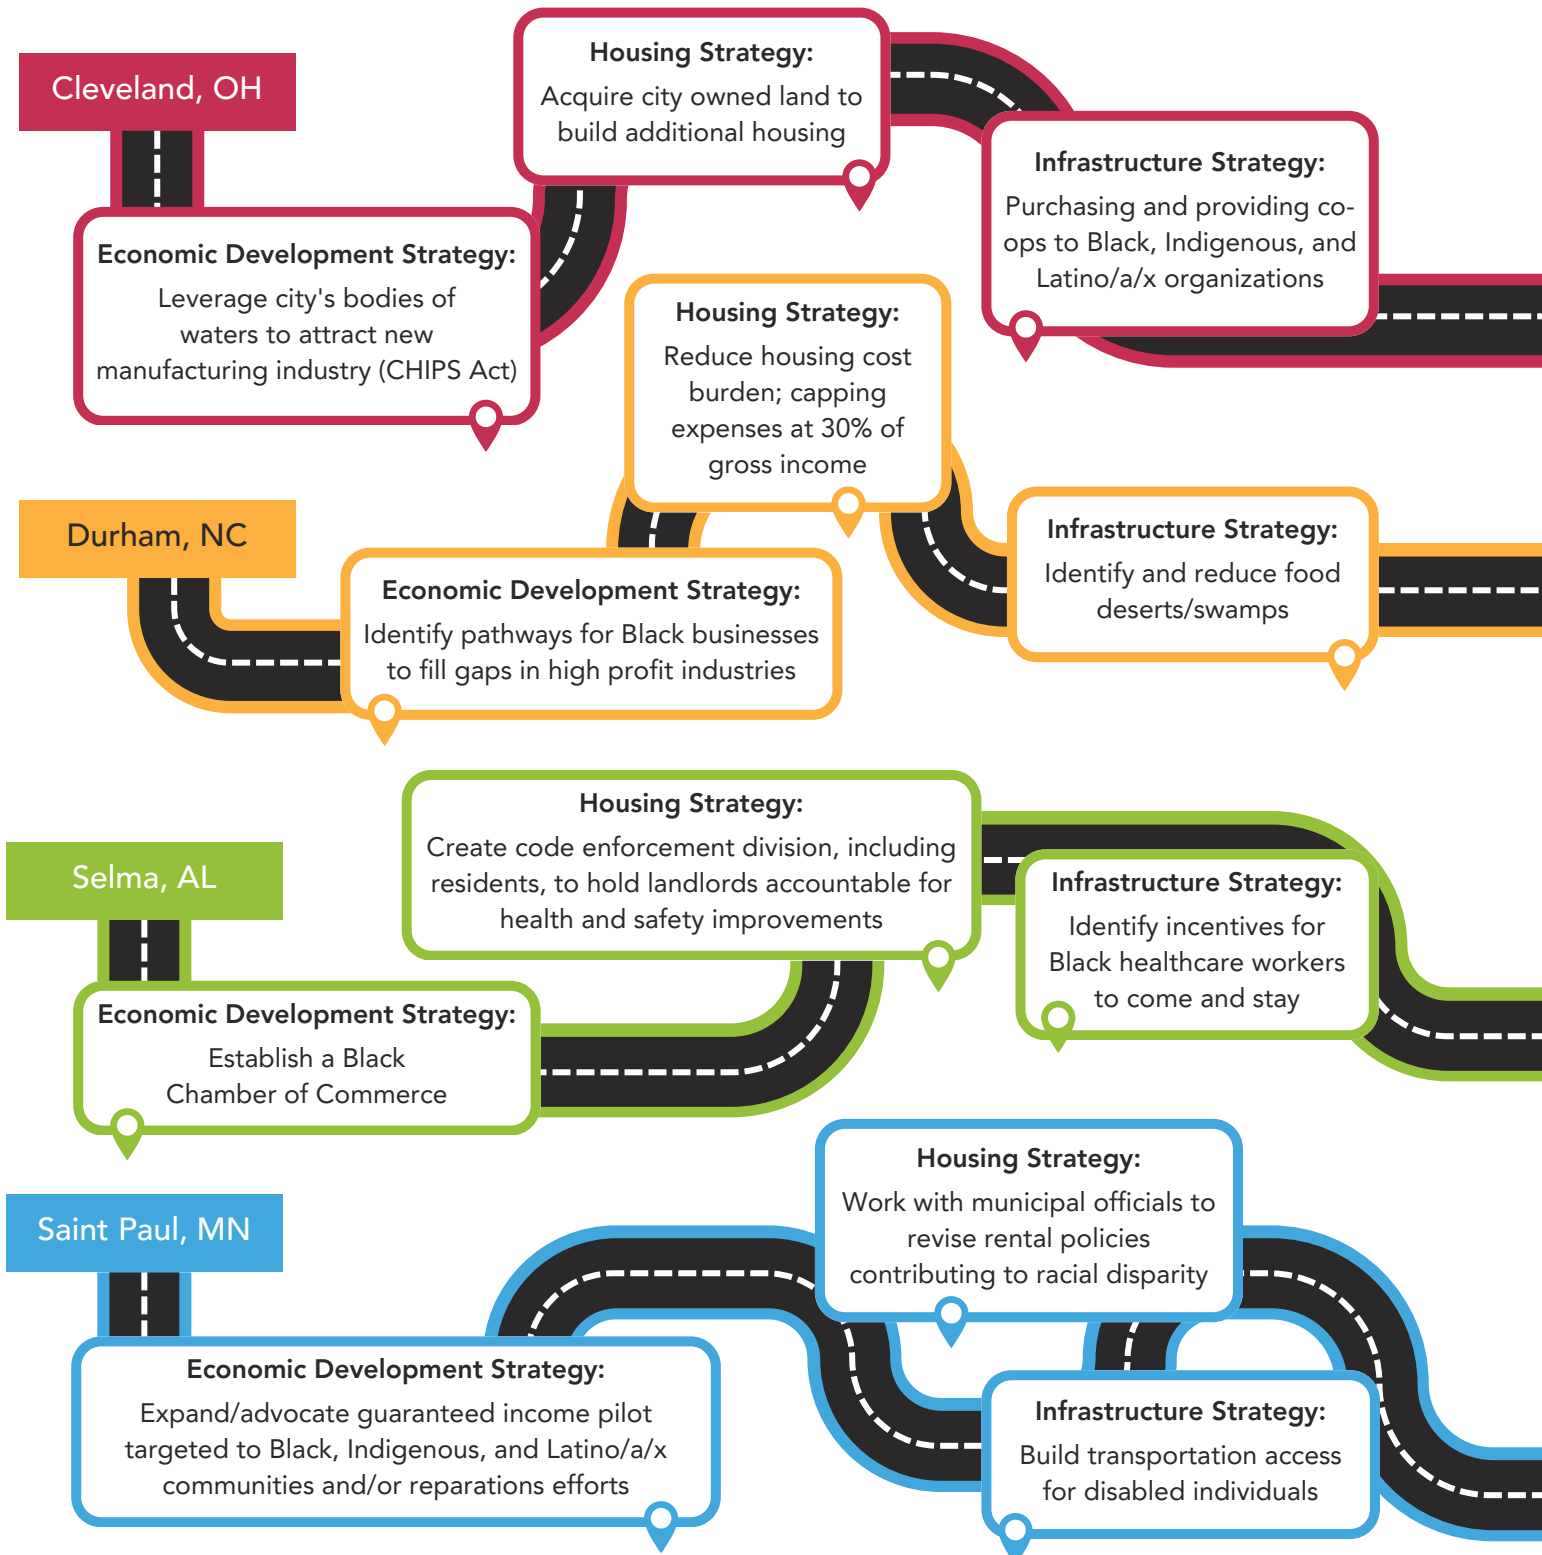 Cleveland, OH
Economic Development Strategy:
Leverage city's bodies of
waters to attract new
manufacturing industry (CHIPS Act)
Housing Strategy:
Acquire city owned land to
build additional housing
Infrastructure Strategy:
Purchasing and providing co-
ops to Black, Indigenous, and
Latino/a/x organizations
Durham, NC
Economic Development Strategy:
Identify pathways for Black businesses
to fill gaps in high profit industries
Housing Strategy:
Reduce housing cost
burden; capping
expenses at 30% of
gross income
Infrastructure Strategy:
Identify and reduce food
deserts/swamps
Selma, AL
Economic Development Strategy:
Establish a Black
Chamber of Commerce
Housing Strategy:
Create code enforcement division, including
residents, to hold landlords accountable for
health and safety improvements
Infrastructure Strategy:
Identify incentives for
Black healthcare workers
to come and stay
Saint Paul, MN
Economic Development Strategy:
Expand/advocate guaranteed income pilot
targeted to Black, Indigenous, and Latino/a/x
communities and/or reparations efforts
Housing Strategy:
Work with municipal officials to
revise rental policies
contributing to racial disparity
Infrastructure Strategy:
Build transportation access
for disabled individuals